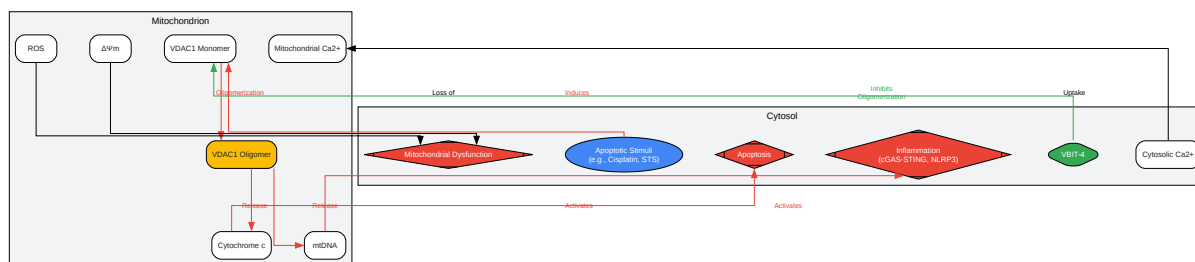 Mitochondrion
ROS
ΔΨm
VDAC1 Monomer
Mitochondrial Ca2+
Oligomerization
Loss of
Induces
Inhibits
Oligomerization
Uptake
Cytosol
VDAC1 Oligomer
Mitochondrial Dysfunction
Apoptotic Stimuli
(e.g., Cisplatin, STS)
Apoptosis
Inflammation
(cGAS-STING, NLRP3)
VBIT-4
Cytosolic Ca2+
Release
Release
Activates
Activates
Cytochrome c
mtDNA